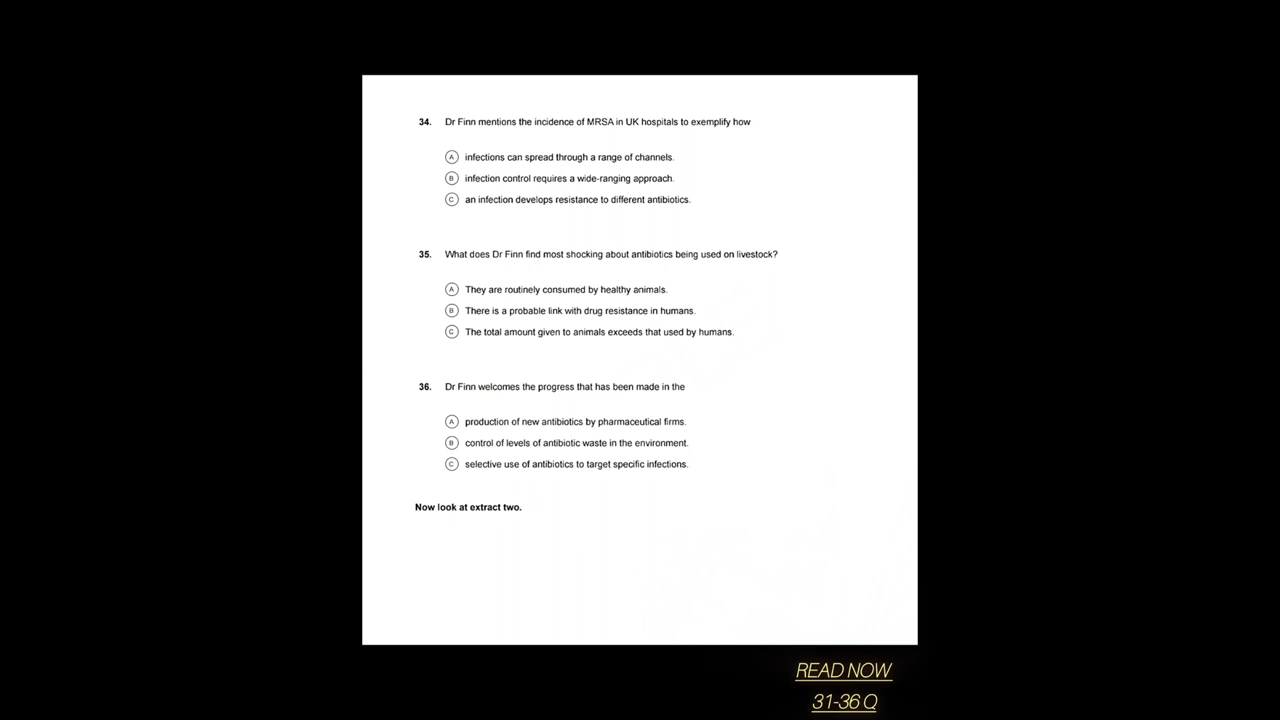 34. Dr Finn mentions the incidence of MRSA in UK hospitals to exemplify how
A infections can spread through a range of channels.
B infection control requires a wide-ranging approach.
C an infection develops resistance to different antibiotics.
35. What does Dr Finn find most shocking about antibiotics being used on livestock?
A They are routinely consumed by healthy animals.
B There is a probable link with drug resistance in humans.
C The total amount given to animals exceeds that used by humans.
36. Dr Finn welcomes the progress that has been made in the
A production of new antibiotics by pharmaceutical firms.
B control of levels of antibiotic waste in the environment.
C selective use of antibiotics to target specific infections.
Now look at extract two.
READ NOW
31-36 Q